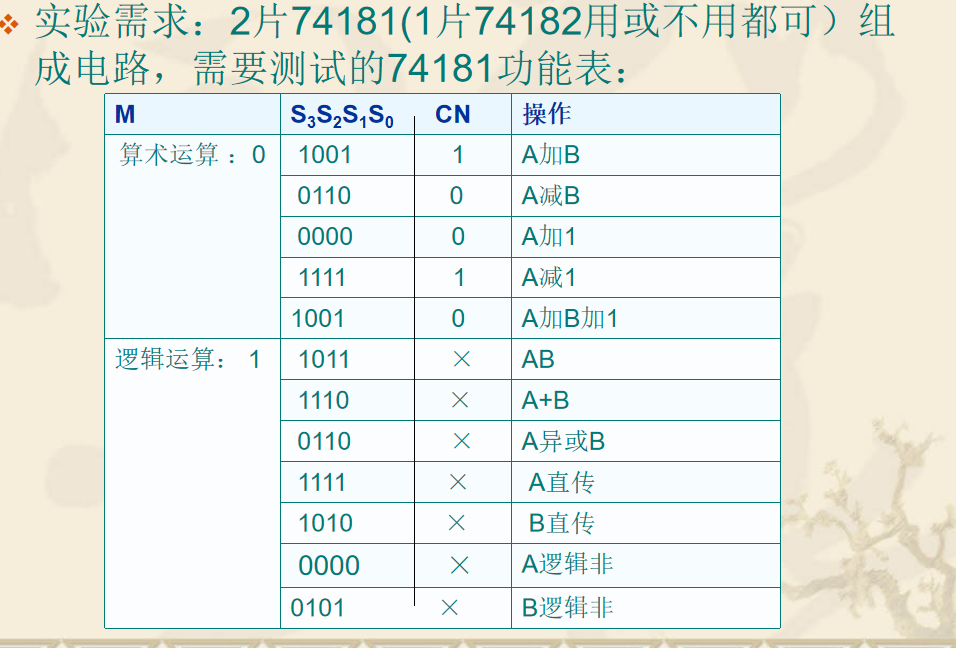 实验需求：2片74181(1片74182用或不用都可）组
成电路，需要测试的74181功能表：
M S3S2S1S0 CN 操作
算术运算 ：0 1001 1 A加B
0110 0 A减B
0000 0 A加1
1111 1 A减1
1001 0 A加B加1
逻辑运算： 1 1011 × AB
1110 × A+B
0110 × A异或B
1111 × A直传
1010 × B直传
0000 × A逻辑非
0101 × B逻辑非